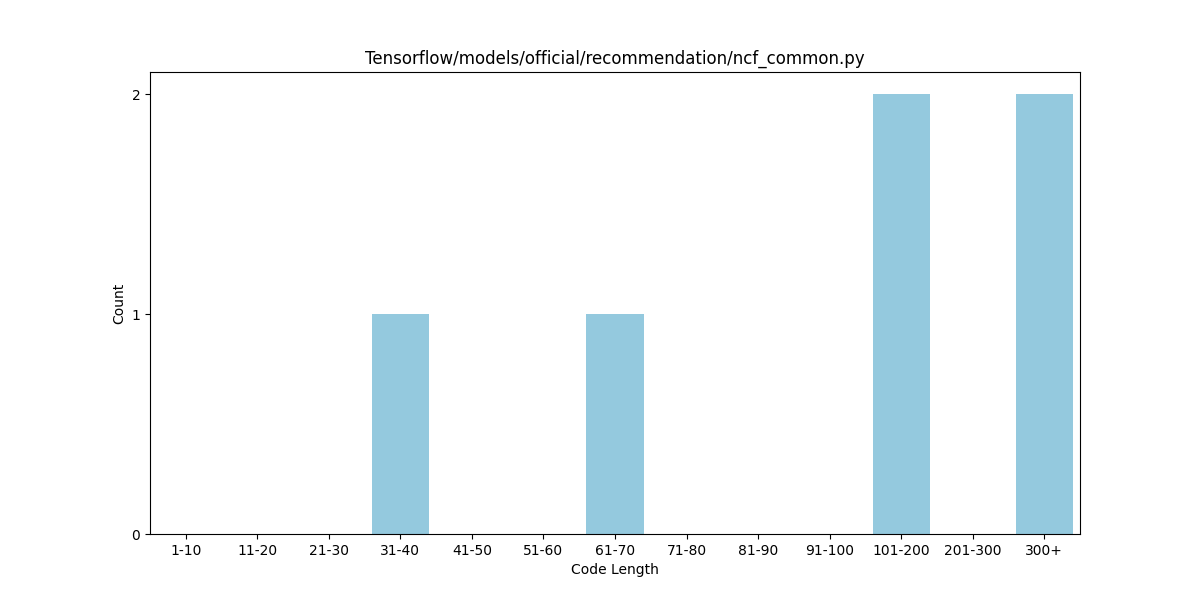 Tensorflow/models/official/recommendation/ncf_common.py
2
1
0
Count
1-10 11-20 21-30 31-40 41-50 51-60 61-70 71-80 81-90 91-100 101-200 201-300 300+
Code Length